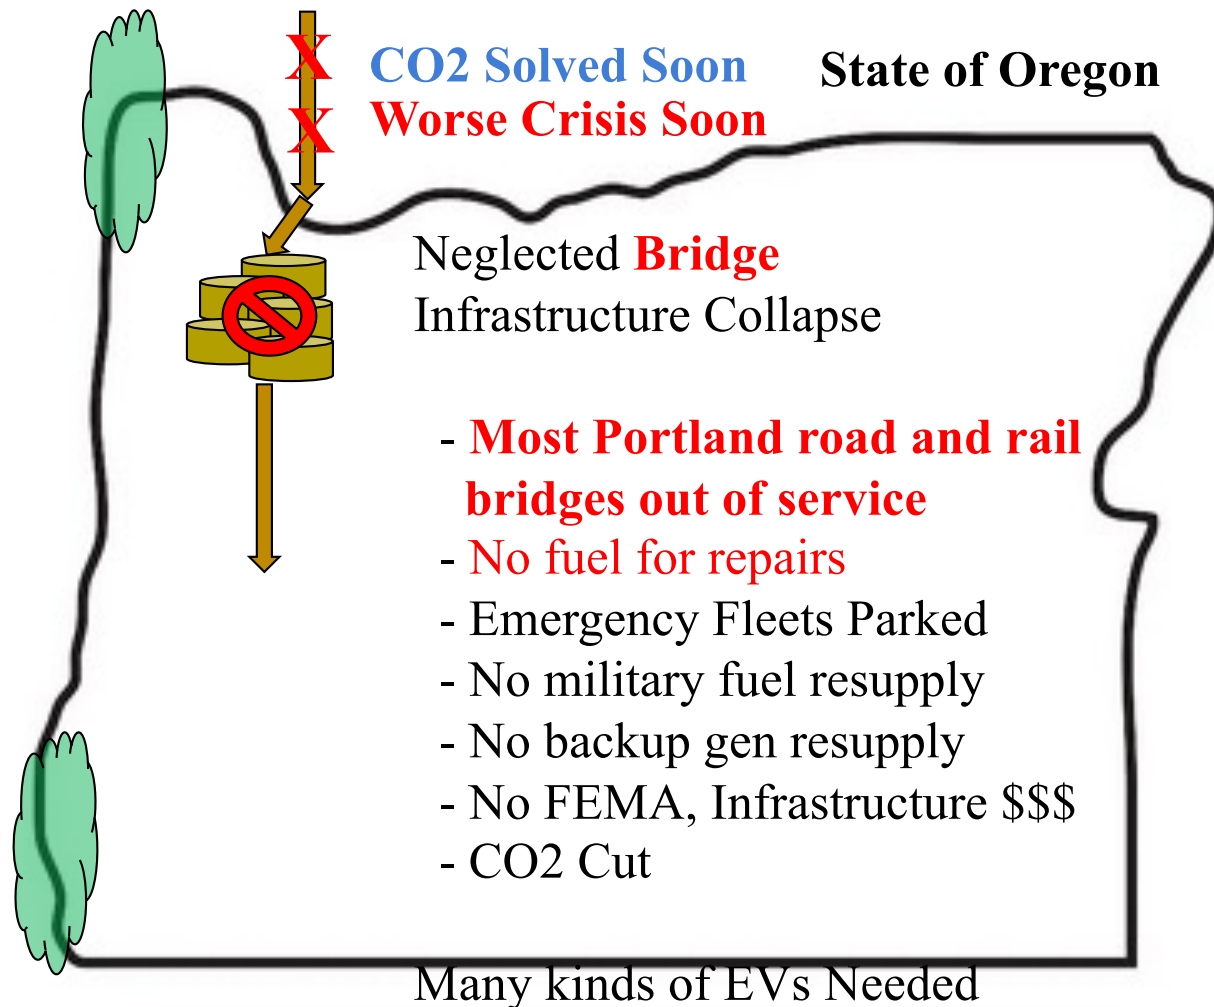 X
CO2 Solved Soon
State of Oregon
X
Worse Crisis Soon
Neglected Bridge
Infrastructure Collapse
- Most Portland road and rail
bridges out of service
- No fuel for repairs
- Emergency Fleets Parked
- No military fuel resupply
- No backup gen resupply
- No FEMA, Infrastructure $$$
- CO2 Cut
Many kinds of EVs Needed